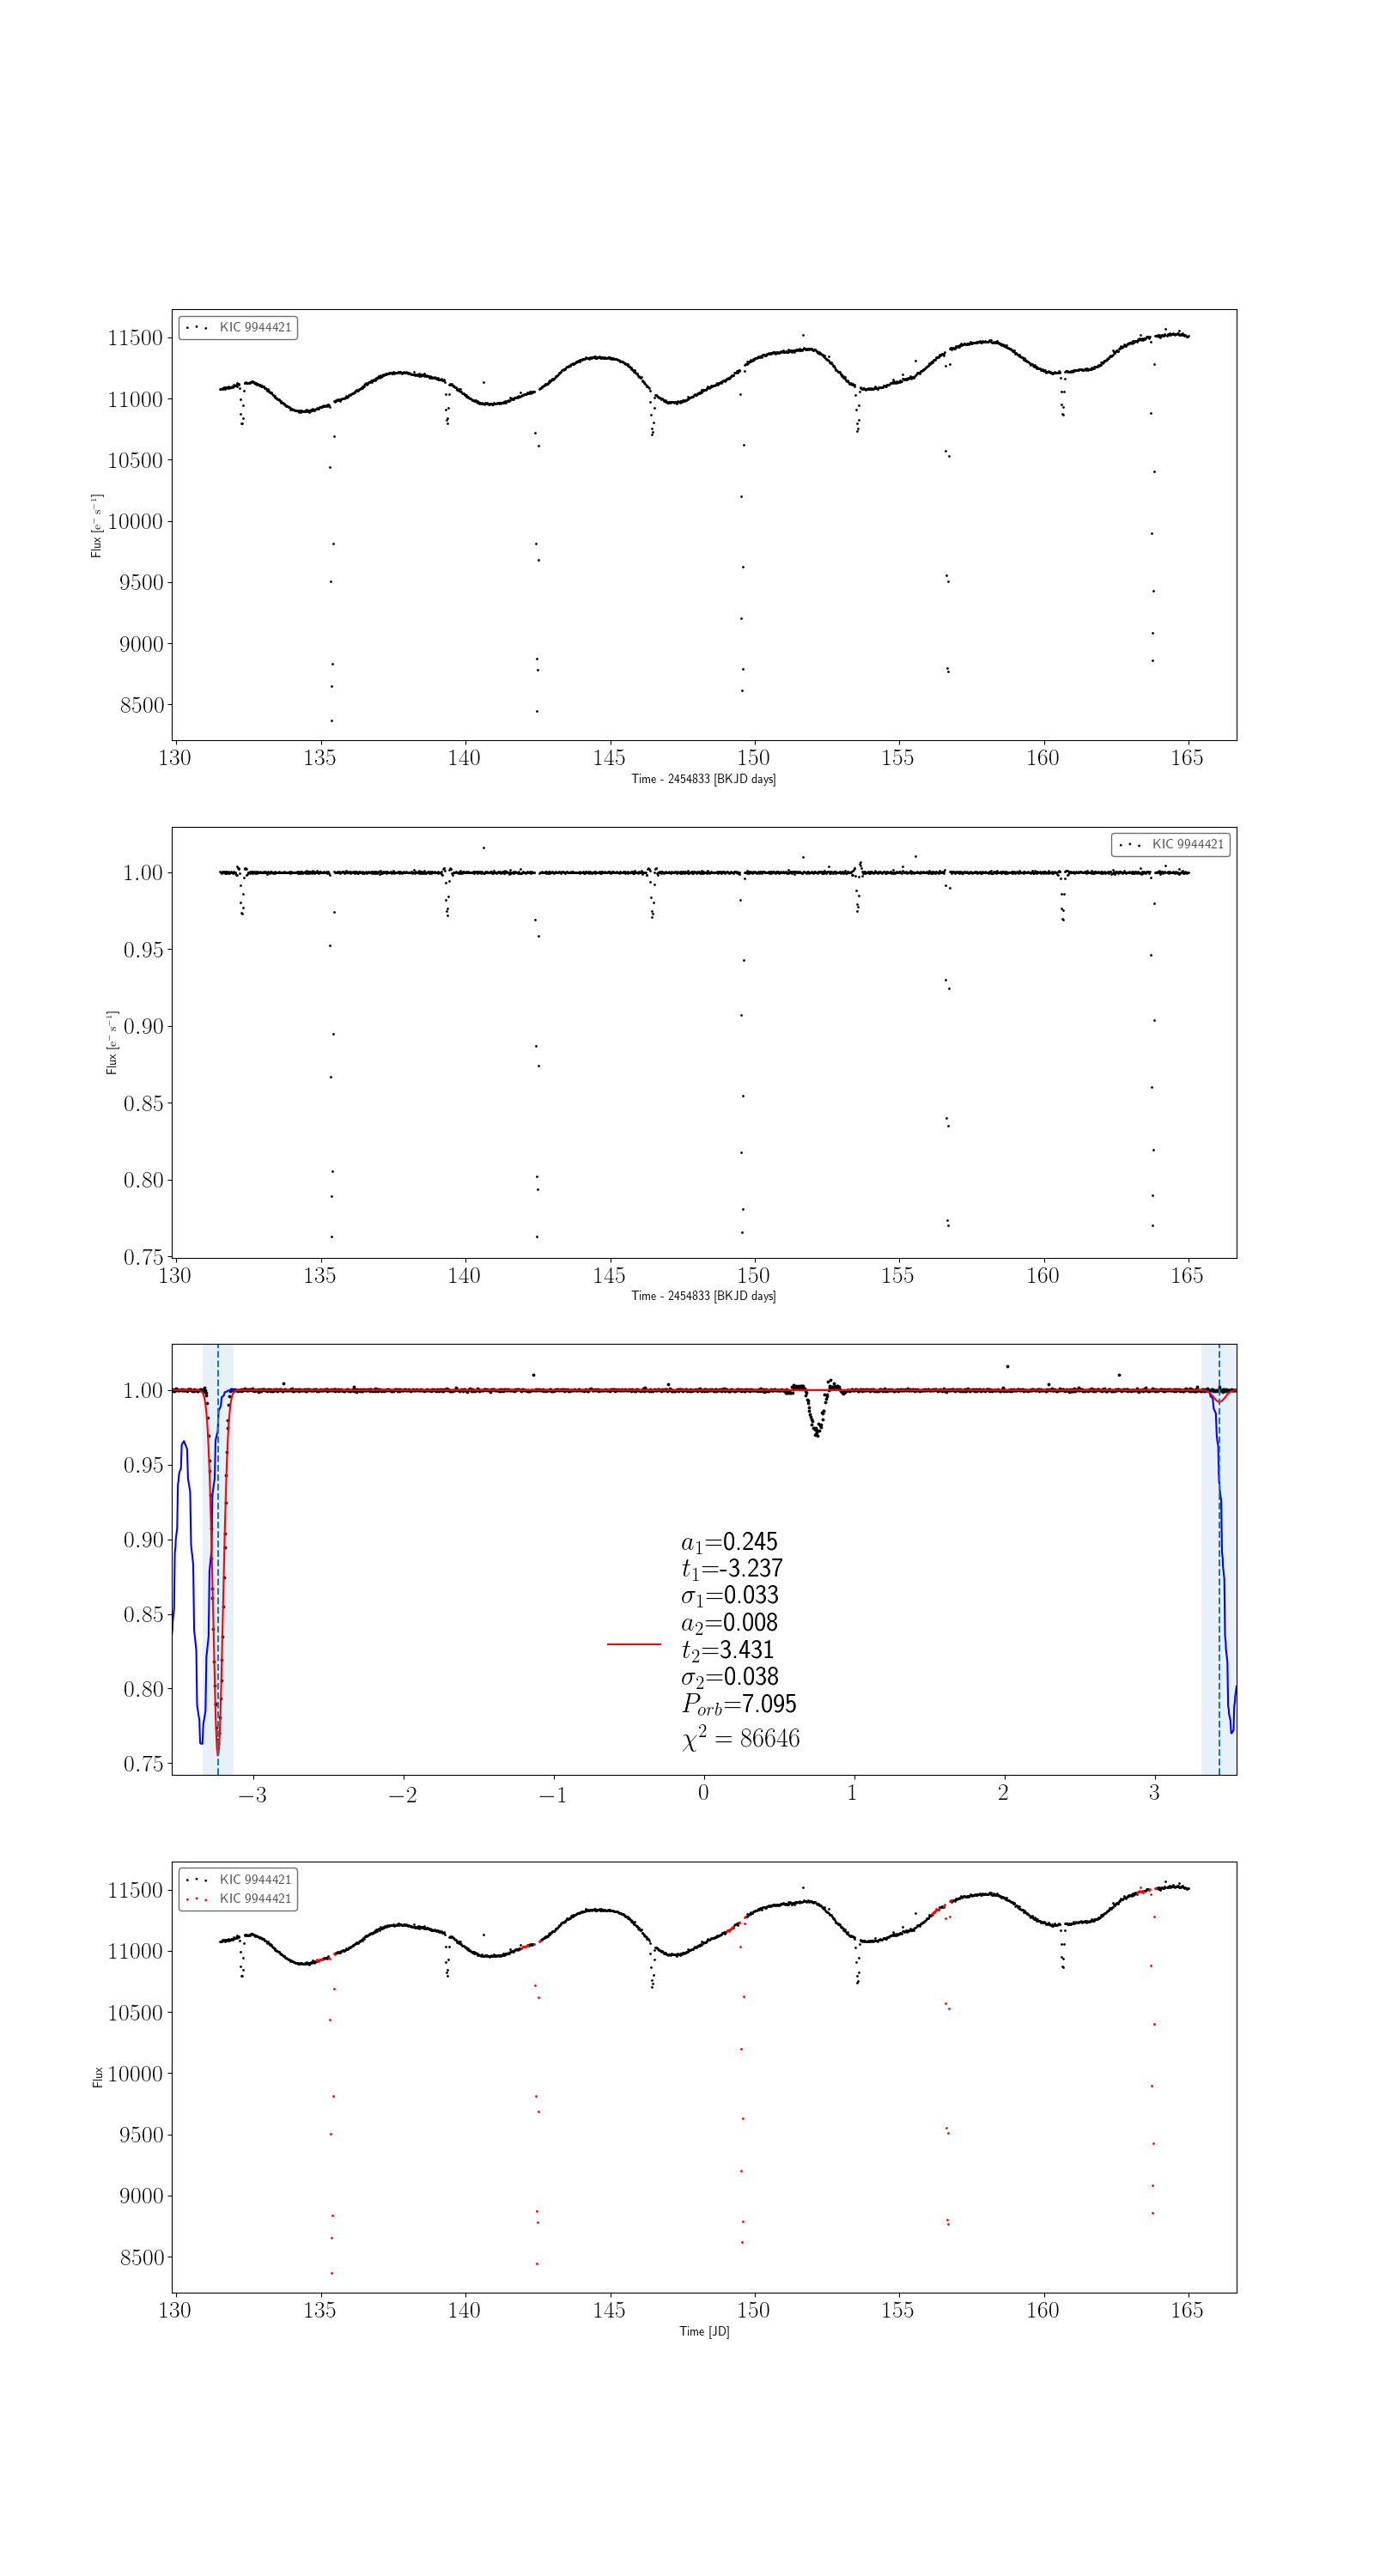 KIC 9944421
11500
11000
10500
10000
9500
9000
8500
Flux [e⁻ s⁻¹]
130 135 140 145 150 155 160 165
Time - 2454833 [BKJD days]
KIC 9944421
1.00
0.95
0.90
0.85
0.80
0.75
Flux [e⁻ s⁻¹]
130 135 140 145 150 155 160 165
Time - 2454833 [BKJD days]
1.00
0.95
0.90
0.85
0.80
0.75
a₁=0.245
t₁=-3.237
σ₁=0.033
a₂=0.008
t₂=3.431
σ₂=0.038
P_orb=7.095
χ² = 86646
−3 −2 −1 0 1 2 3
KIC 9944421
KIC 9944421
11500
11000
10500
10000
9500
9000
8500
Flux
130 135 140 145 150 155 160 165
Time [JD]